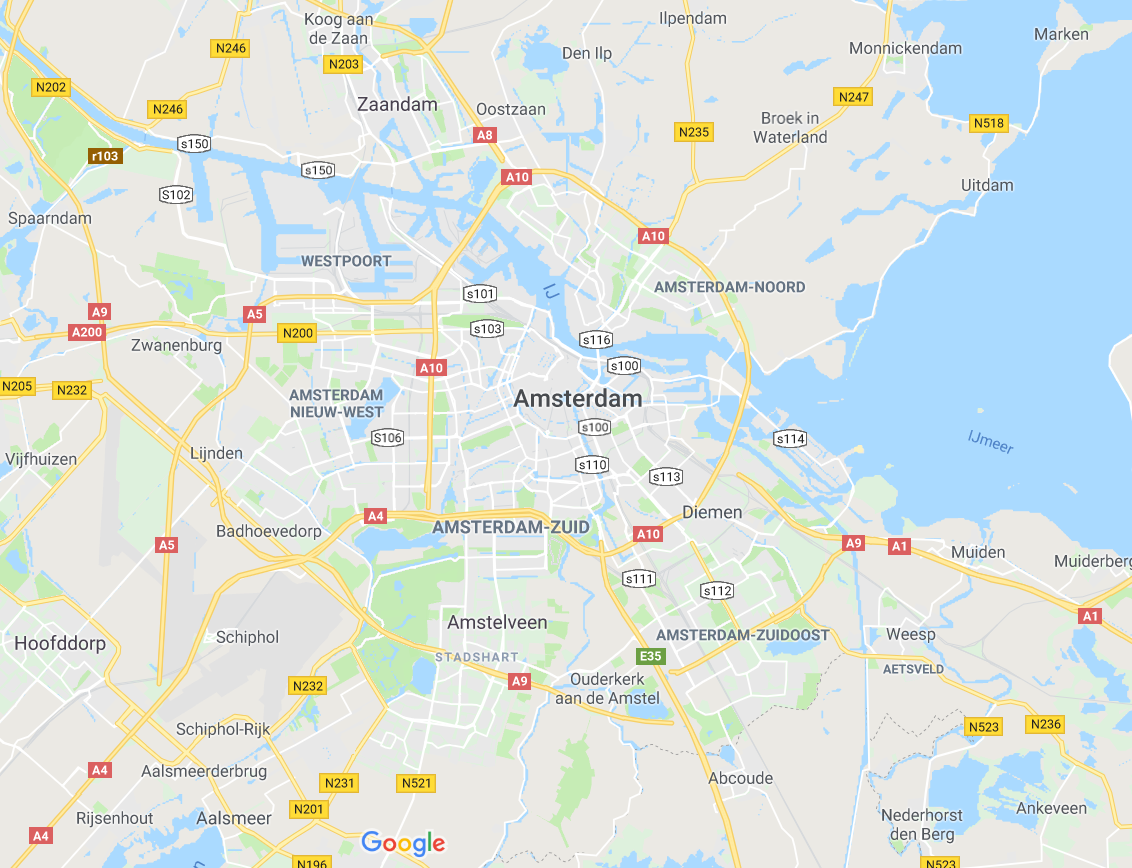 Koog aan
de Zaan
Ilpendam
Marken
N246
Den Ilp
Monnickendam
N203
N202
N246
Zaandam
Oostzaan
N247
Broek in
Waterland
N518
A8
N235
s150
r103
s150
A10
S102
Uitdam
Spaarndam
A10
WESTPOORT
s101
IJ
AMSTERDAM-NOORD
A9
A5
A200
N200
s103
s116
Zwanenburg
A10
s100
N205
N232
AMSTERDAM
NIEUW-WEST
Amsterdam
s100
S106
s114
IJmeer
Lijnden
Vijfhuizen
s110
s113
A4
AMSTERDAM-ZUID
Diemen
Badhoevedorp
A10
A5
A9
A1
Muiden
Muiderberg
s111
s112
A1
Amstelveen
Schiphol
Hoofddorp
AMSTERDAM-ZUIDOOST
Weesp
STADSHART
E35
AETSVELD
N232
A9
Ouderkerk
aan de Amstel
Schiphol-Rijk
N523
N236
A4
Aalsmeerderbrug
N231
N521
Abcoude
Rijsenhout
Aalsmeer
N201
Nederhorst
den Berg
Ankeveen
A4
Google
N196
N523